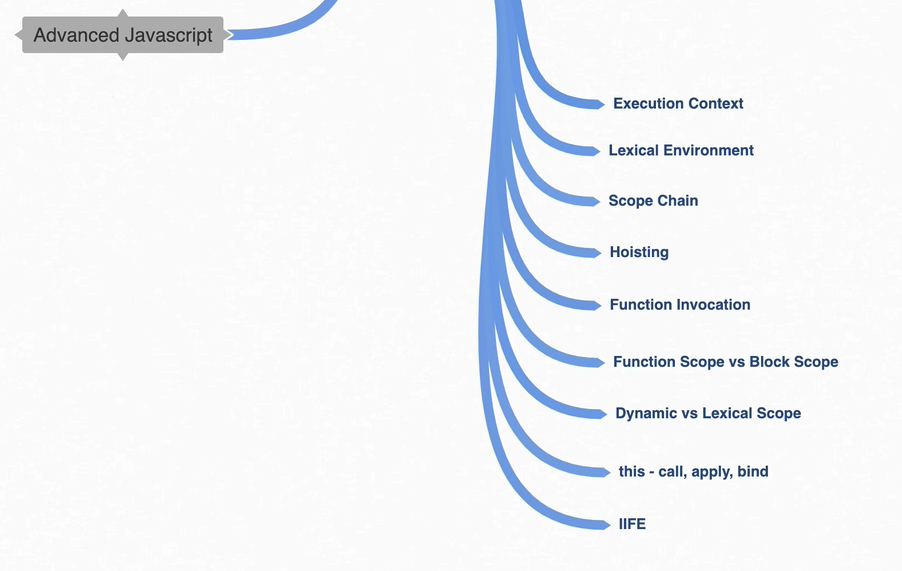 Advanced Javascript
Execution Context
Lexical Environment
Scope Chain
Hoisting
Function Invocation
Function Scope vs Block Scope
Dynamic vs Lexical Scope
this - call, apply, bind
IIFE